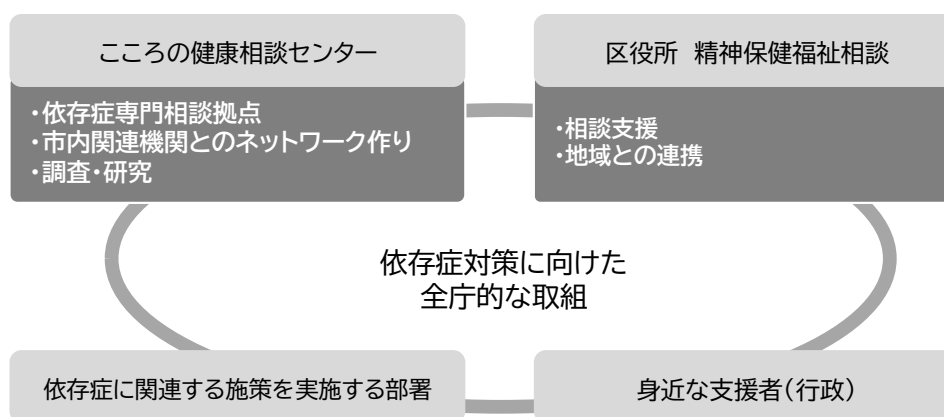 こころの健康相談センター
・依存症専門相談拠点
・市内関連機関とのネットワーク作り
・調査・研究
区役所 精神保健福祉相談
・相談支援
・地域との連携
依存症対策に向けた
全庁的な取組
依存症に関連する施策を実施する部署
身近な支援者(行政)